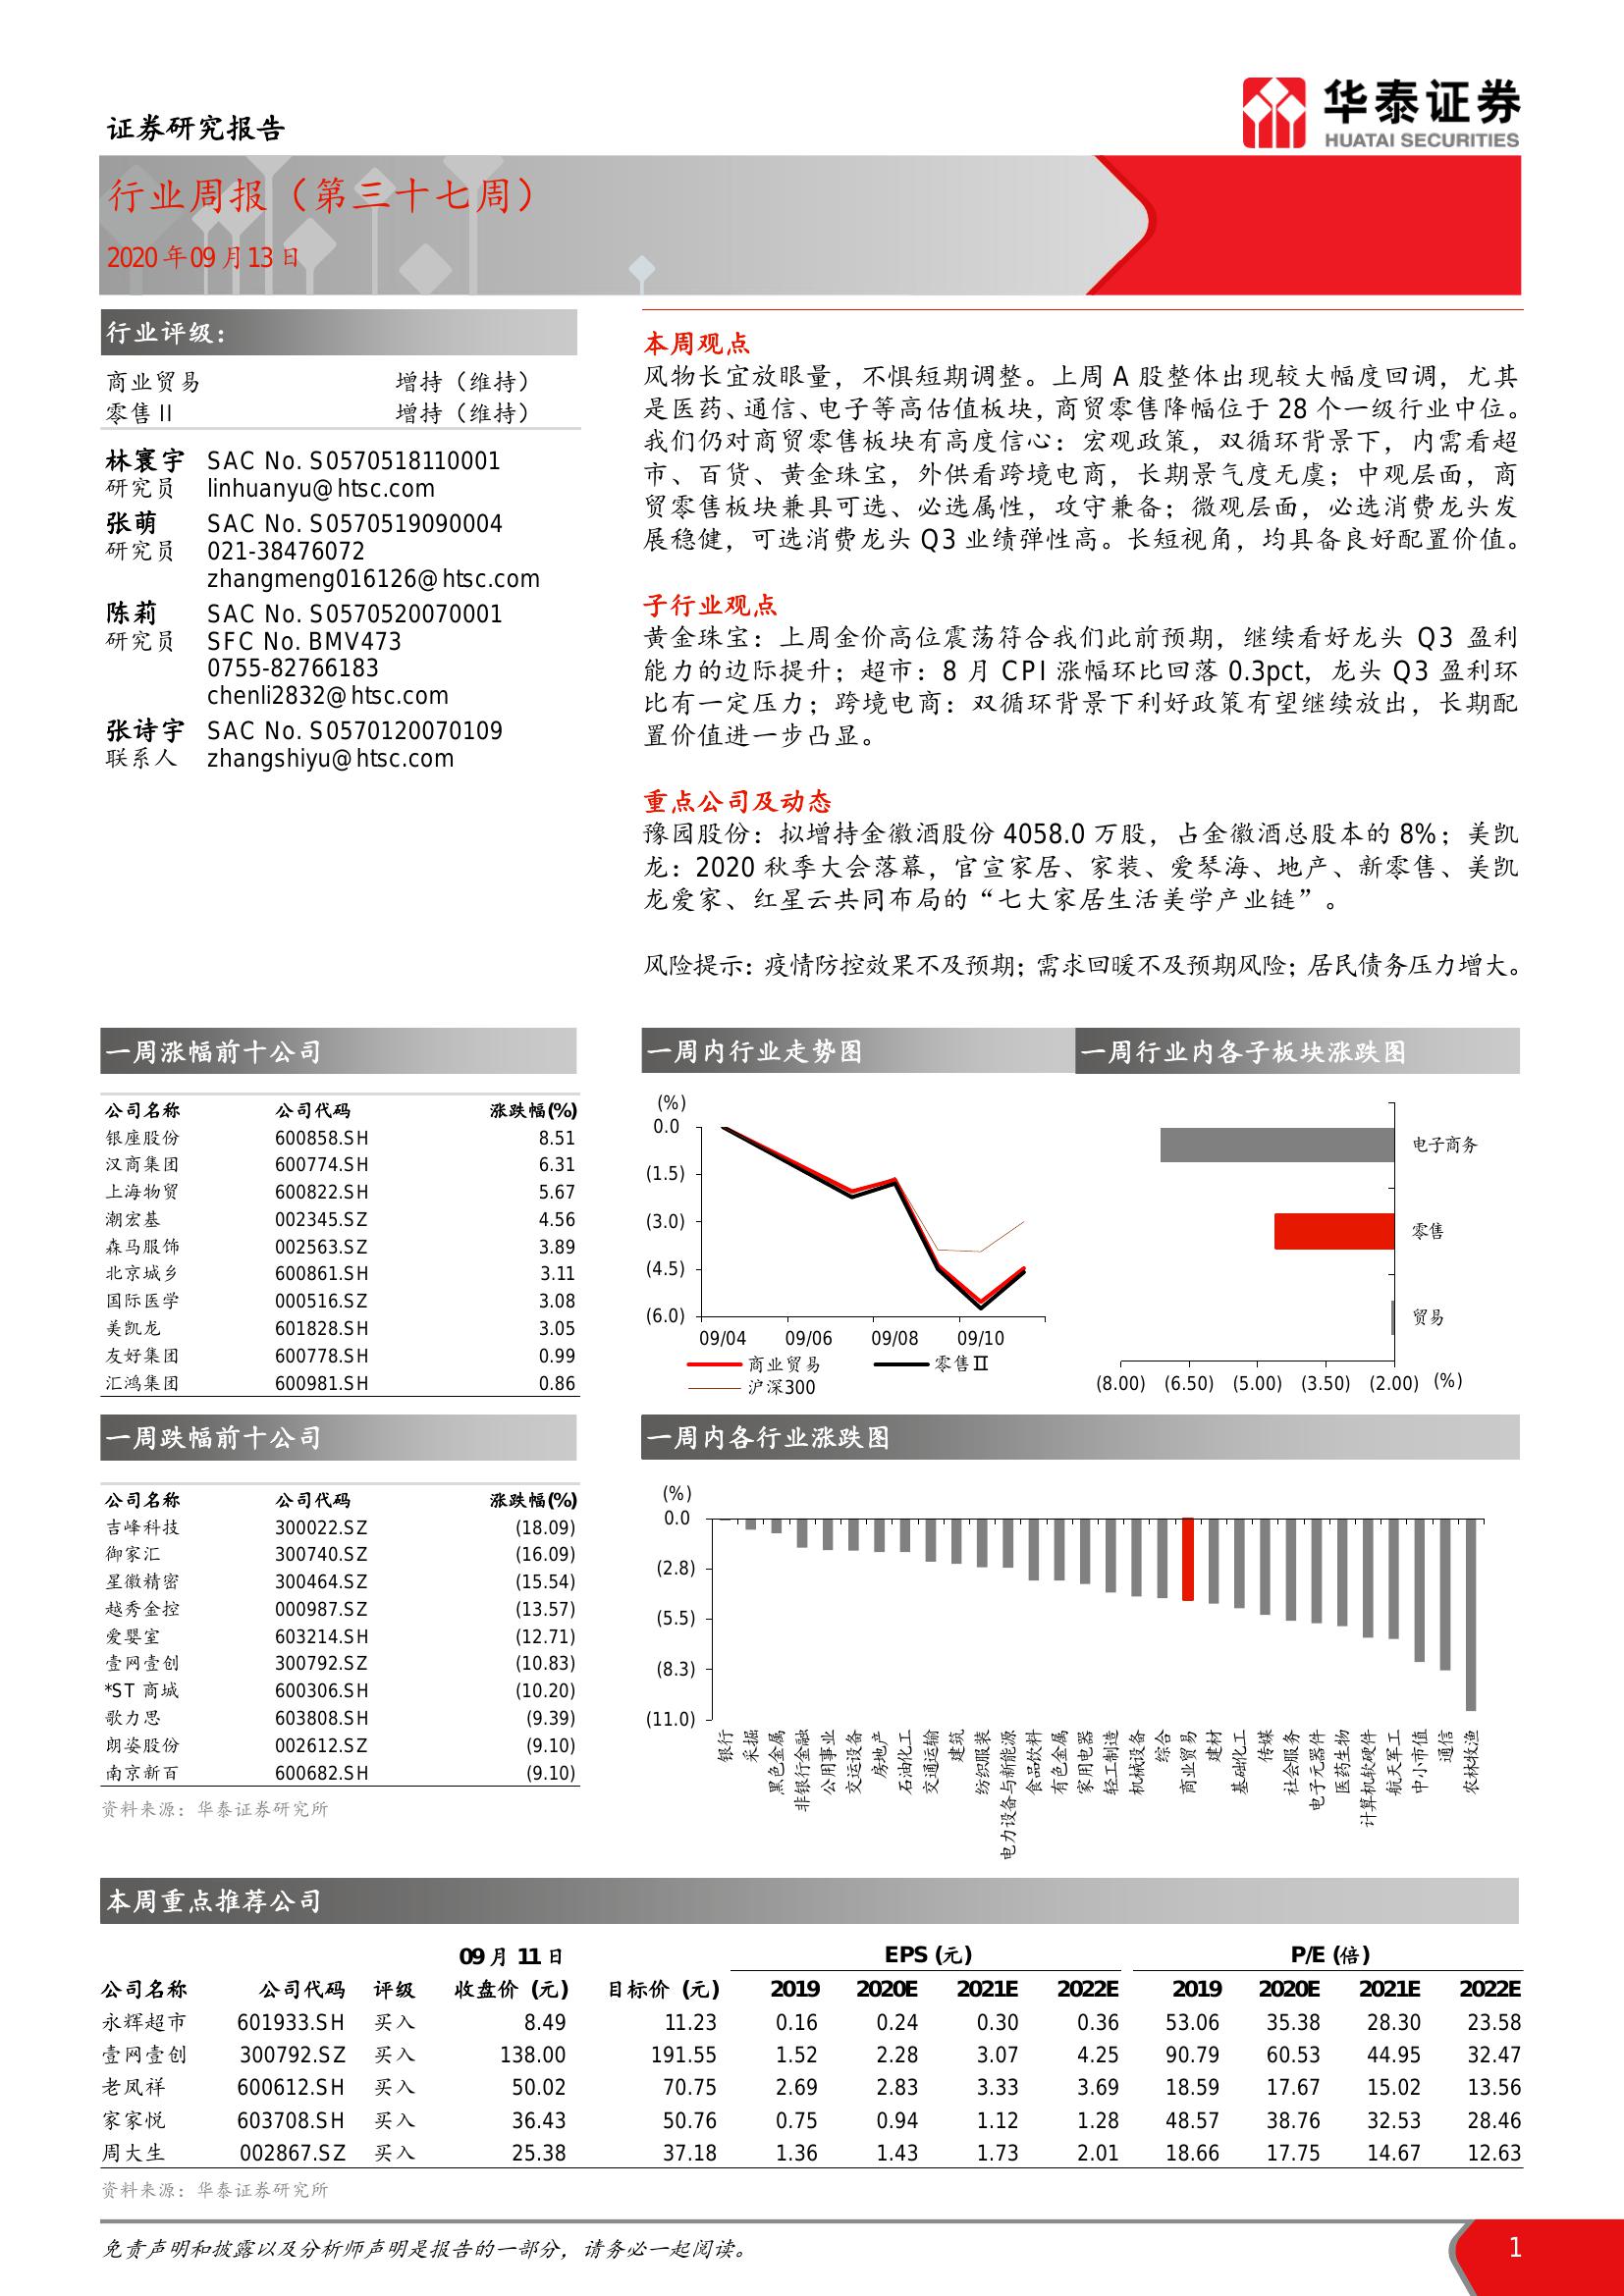 证券研究报告
华泰证券
HUATAI SECURITIES
行业周报（第三十七周）
2020年09月13日
行业评级：
商业贸易 增持（维持）
零售II 增持（维持）
林寰宇 SAC No. S0570518110001
研究员 linhuanyu@htsc.com
张萌 SAC No. S0570519090004
研究员 021-38476072
zhangmeng016126@htsc.com
陈莉 SAC No. S0570520070001
研究员 SFC No. BMV473
0755-82766183
chenli2832@htsc.com
张诗宇 SAC No. S0570120070109
联系人 zhangshiyu@htsc.com
本周观点
风物长宜放眼量，不惧短期调整。上周 A 股整体出现较大幅度回调，尤其
是医药、通信、电子等高估值板块，商贸零售降幅位于 28 个一级行业中位。
我们仍对商贸零售板块有高度信心：宏观政策，双循环背景下，内需看超
市、百货、黄金珠宝，外供看跨境电商，长期景气度无虞；中观层面，商
贸零售板块兼具可选、必选属性，攻守兼备；微观层面，必选消费龙头发
展稳健，可选消费龙头 Q3 业绩弹性高。长短视角，均具备良好配置价值。
子行业观点
黄金珠宝：上周金价高位震荡符合我们此前预期，继续看好龙头 Q3 盈利
能力的边际提升；超市：8 月 CPI 涨幅环比回落 0.3pct，龙头 Q3 盈利环
比有一定压力；跨境电商：双循环背景下利好政策有望继续放出，长期配
置价值进一步凸显。
重点公司及动态
豫园股份：拟增持金徽酒股份 4058.0 万股，占金徽酒总股本的 8%；美凯
龙：2020 秋季大会落幕，官宣家居、家装、爱琴海、地产、新零售、美凯
龙爱家、红星云共同布局的“七大家居生活美学产业链”。
风险提示：疫情防控效果不及预期；需求回暖不及预期风险；居民债务压力增大。
一周涨幅前十公司
公司名称 公司代码 涨跌幅(%)
银座股份 600858.SH 8.51
汉商集团 600774.SH 6.31
上海物贸 600822.SH 5.67
潮宏基 002345.SZ 4.56
森马服饰 002563.SZ 3.89
北京城乡 600861.SH 3.11
国际医学 000516.SZ 3.08
美凯龙 601828.SH 3.05
友好集团 600778.SH 0.99
汇鸿集团 600981.SH 0.86
一周内行业走势图
(%)
0.0
(1.5)
(3.0)
(4.5)
(6.0)
09/04 09/06 09/08 09/10
商业贸易 零售II
沪深300
一周行业内各子板块涨跌图
电子商务
零售
贸易
(8.00) (6.50) (5.00) (3.50) (2.00) (%)
一周跌幅前十公司
公司名称 公司代码 涨跌幅(%)
吉峰科技 300022.SZ (18.09)
御家汇 300740.SZ (16.09)
星徽精密 300464.SZ (15.54)
越秀金控 000987.SZ (13.57)
爱婴室 603214.SH (12.71)
壹网壹创 300792.SZ (10.83)
*ST 商城 600306.SH (10.20)
歌力思 603808.SH (9.39)
朗姿股份 002612.SZ (9.10)
南京新百 600682.SH (9.10)
资料来源：华泰证券研究所
一周内各行业涨跌图
(%)
0.0
(2.8)
(5.5)
(8.3)
(11.0)
银行
采掘
黑色金属
非银行金融
公用事业
交运设备
房地产
石油化工
交通运输
建筑
纺织服装
电力设备与新能源
食品饮料
有色金属
家用电器
轻工制造
机械设备
综合
商业贸易
建材
基础化工
传媒
社会服务
电子元器件
医药生物
计算机软硬件
航天军工
中小市值
通信
农林牧渔
本周重点推荐公司
09月11日 EPS (元) P/E (倍)
公司名称 公司代码 评级 收盘价 (元) 目标价 (元) 2019 2020E 2021E 2022E 2019 2020E 2021E 2022E
永辉超市 601933.SH 买入 8.49 11.23 0.16 0.24 0.30 0.36 53.06 35.38 28.30 23.58
壹网壹创 300792.SZ 买入 138.00 191.55 1.52 2.28 3.07 4.25 90.79 60.53 44.95 32.47
老凤祥 600612.SH 买入 50.02 70.75 2.69 2.83 3.33 3.69 18.59 17.67 15.02 13.56
家家悦 603708.SH 买入 36.43 50.76 0.75 0.94 1.12 1.28 48.57 38.76 32.53 28.46
周大生 002867.SZ 买入 25.38 37.18 1.36 1.43 1.73 2.01 18.66 17.75 14.67 12.63
资料来源：华泰证券研究所
免责声明和披露以及分析师声明是报告的一部分，请务必一起阅读。
1